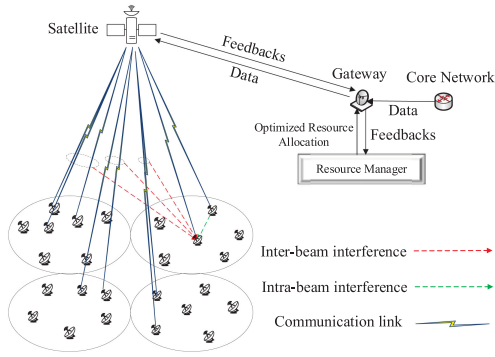 Satellite
Feedbacks
Data
Gateway
Core Network
Data
Optimized Resource
Allocation
Feedbacks
Resource Manager
Inter-beam interference
Intra-beam interference
Communication link